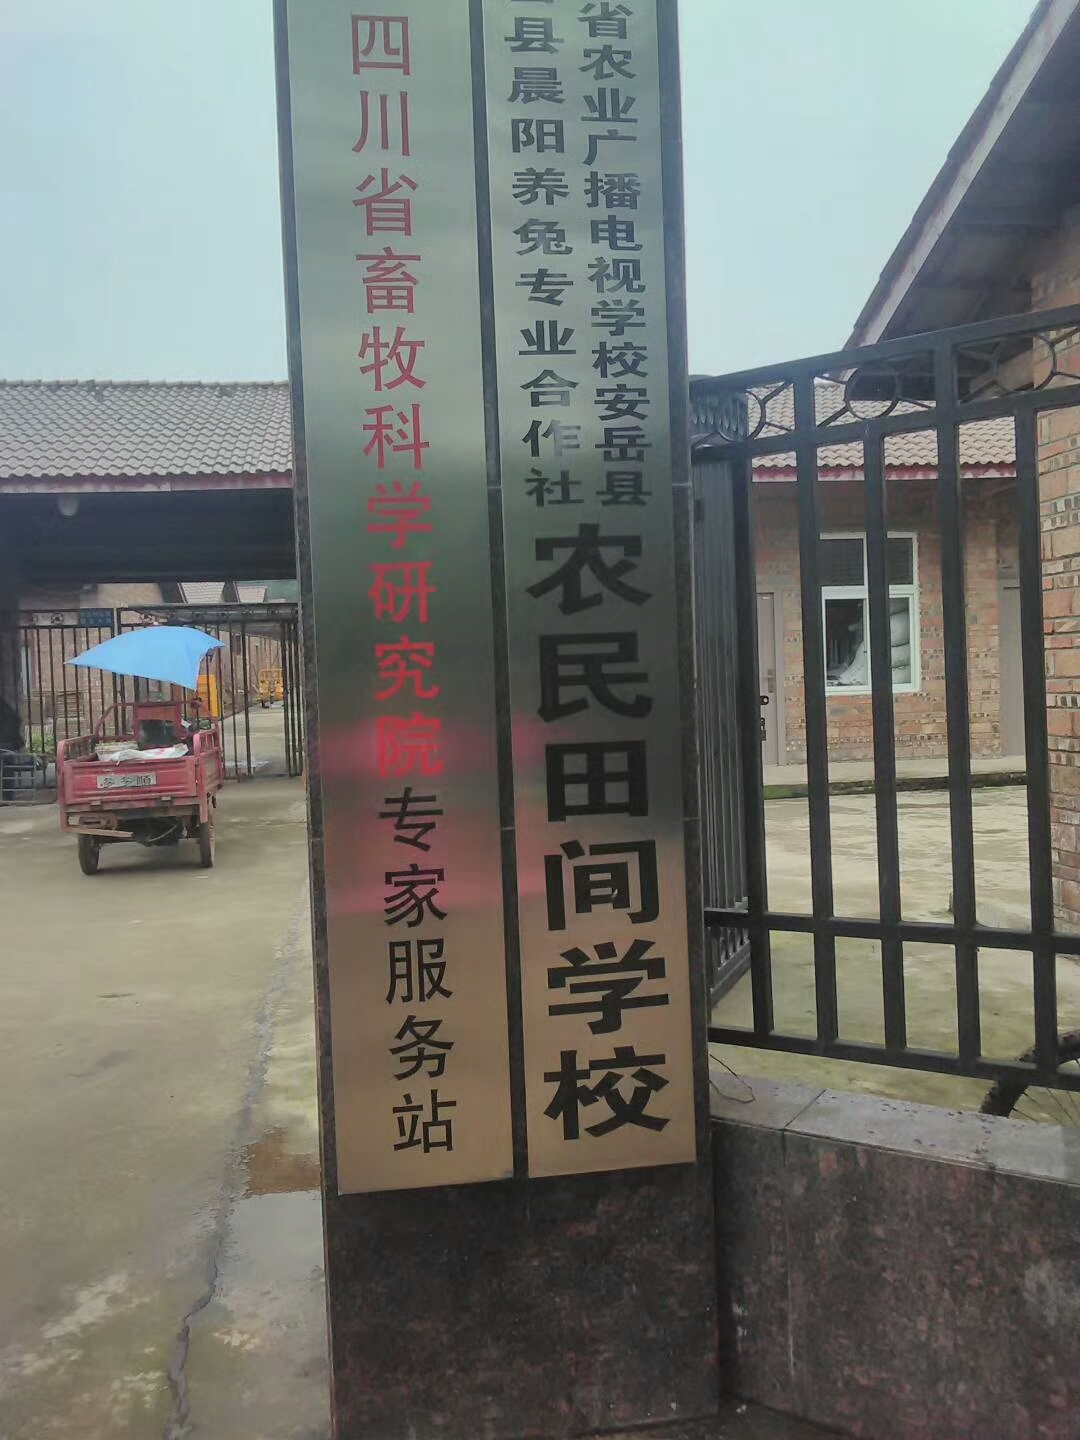 四川省畜牧科学研究院专家服务站
省农业广播电视学校安岳县
县晨阳养兔专业合作社
农民田间学校